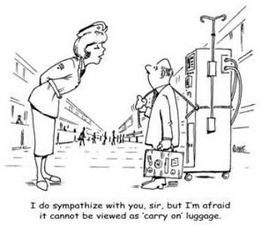 I do sympathize with you, sir, but I'm afraid
it cannot be viewed as 'carry on' luggage.